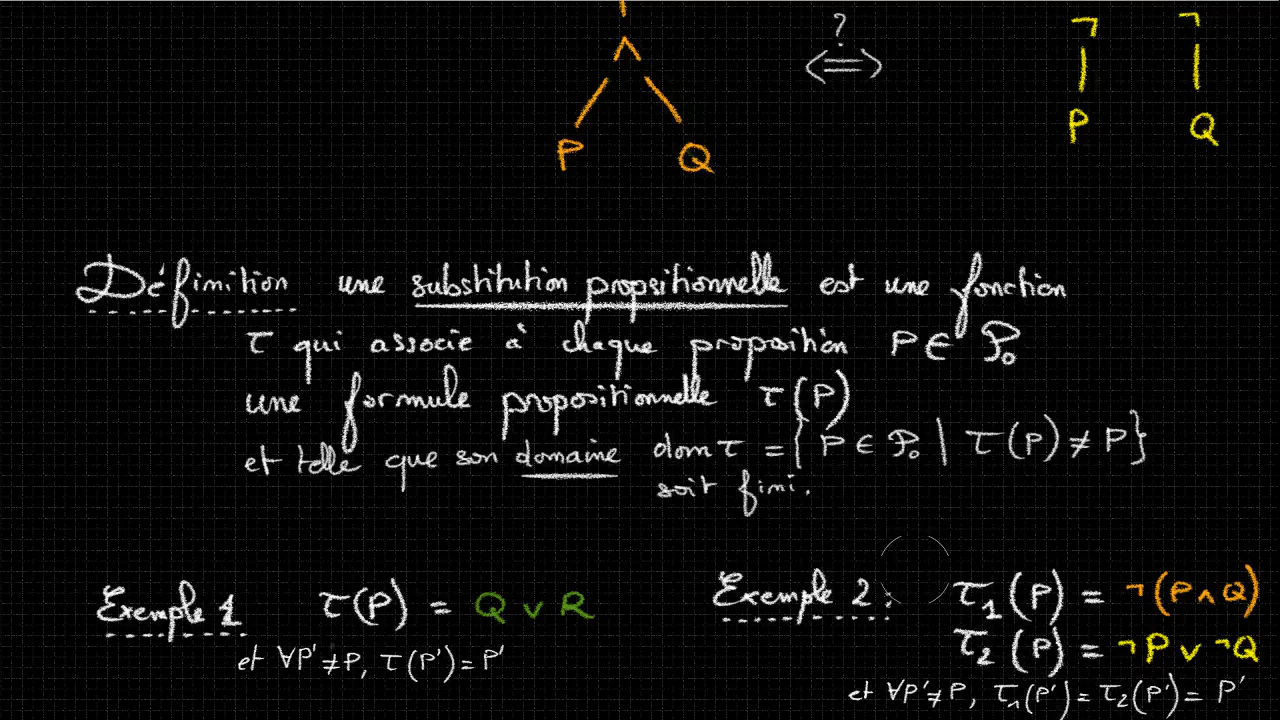 ∧ ? ⟺ ¬ ¬
P Q P Q
Définition une substitution propositionnelle est une fonction
τ qui associe à chaque proposition P ∈ 𝒫₀
une formule propositionnelle τ(P)
et telle que son domaine dom τ = { P ∈ 𝒫₀ | τ(P) ≠ P }
soit fini.
Exemple 1 τ(P) = Q ∨ R
et ∀P' ≠ P, τ(P') = P'
Exemple 2 : τ₁(P) = ¬(P ∧ Q)
τ₂(P) = ¬P ∨ ¬Q
et ∀P' ≠ P, τ₁(P') = τ₂(P') = P'